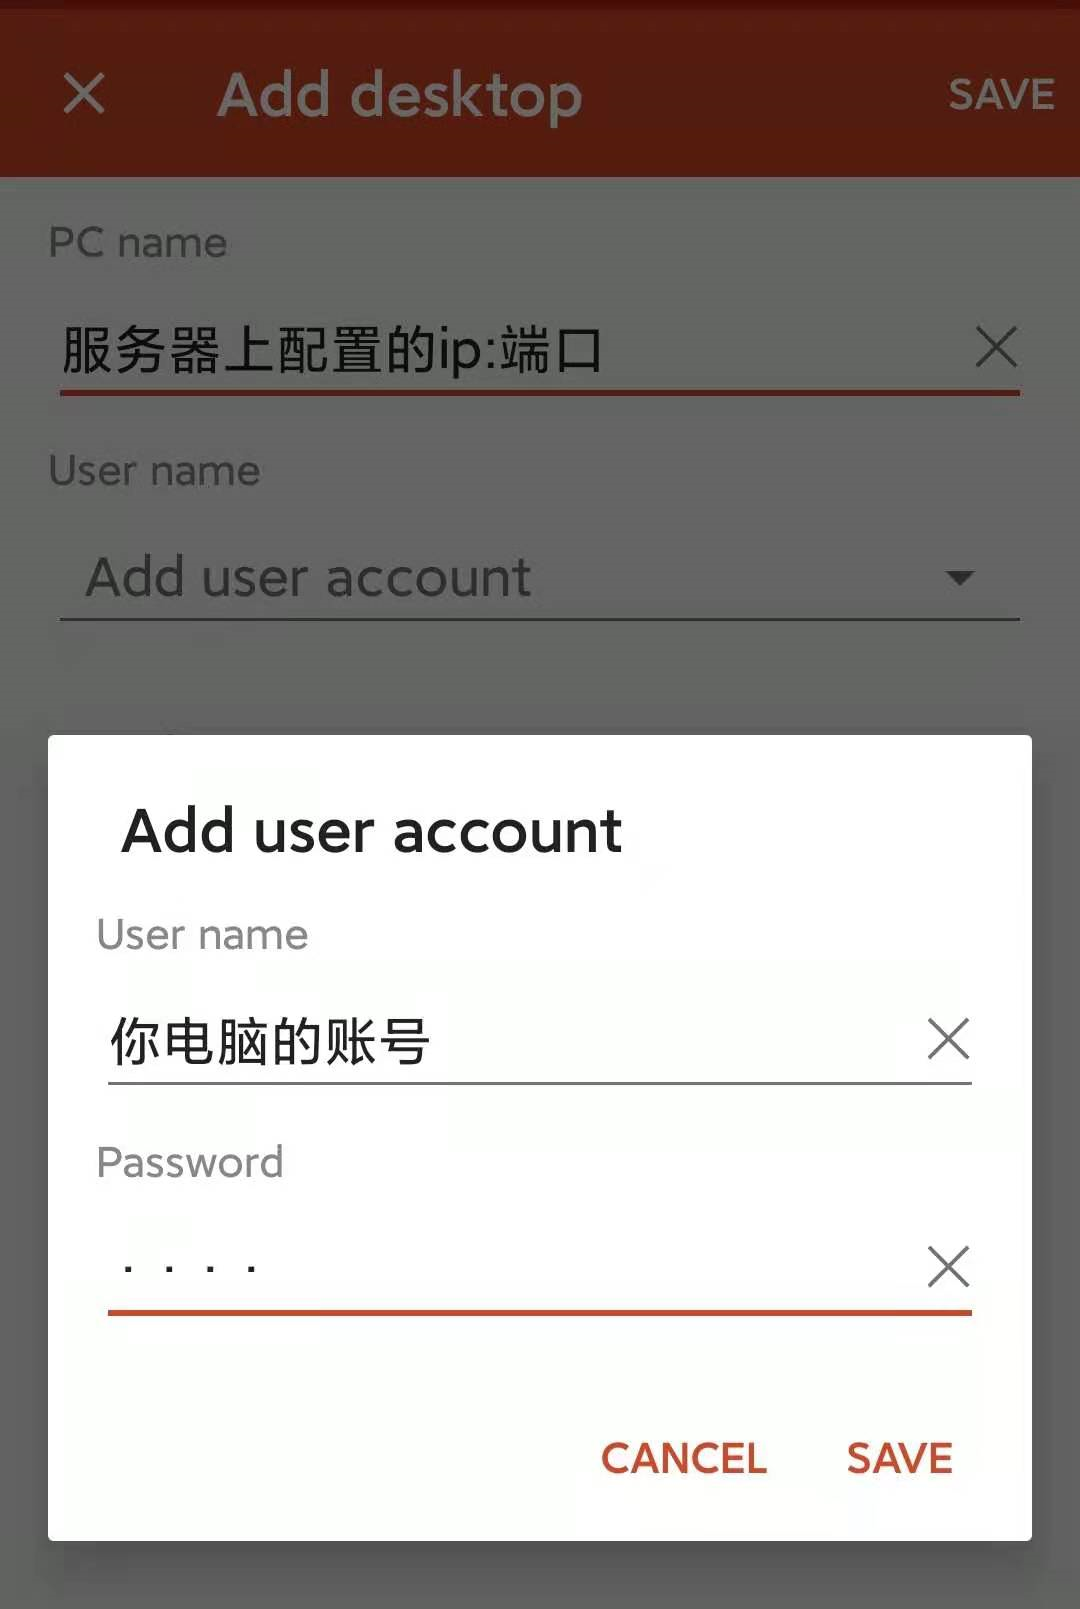 Add desktop
SAVE
PC name
服务器上配置的ip:端口
User name
Add user account
Add user account
User name
你电脑的账号
Password
....
CANCEL
SAVE